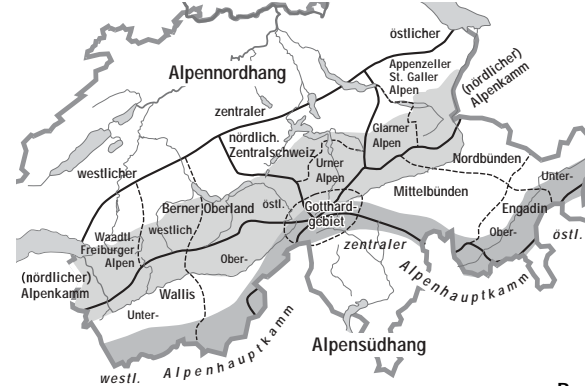 östlicher
Appenzeller
St. Galler
Alpen
(nördlicher)
Alpenkamm
Alpennordhang
zentraler
nördlich.
Zentralschweiz
Glarner
Alpen
Urner
Alpen
Nordbünden
westlicher
Mittelbünden
Unter-
Engadin
Ober-
östl.
Berner Oberland
östl.
westlich
Gotthard-
gebiet
zentraler
Waadtl.
Freiburger
Alpen
Ober-
(nördlicher)
Alpenkamm
Wallis
Unter-
Alpenhauptkamm
Alpensüdhang
westl.
Alpenhauptkamm